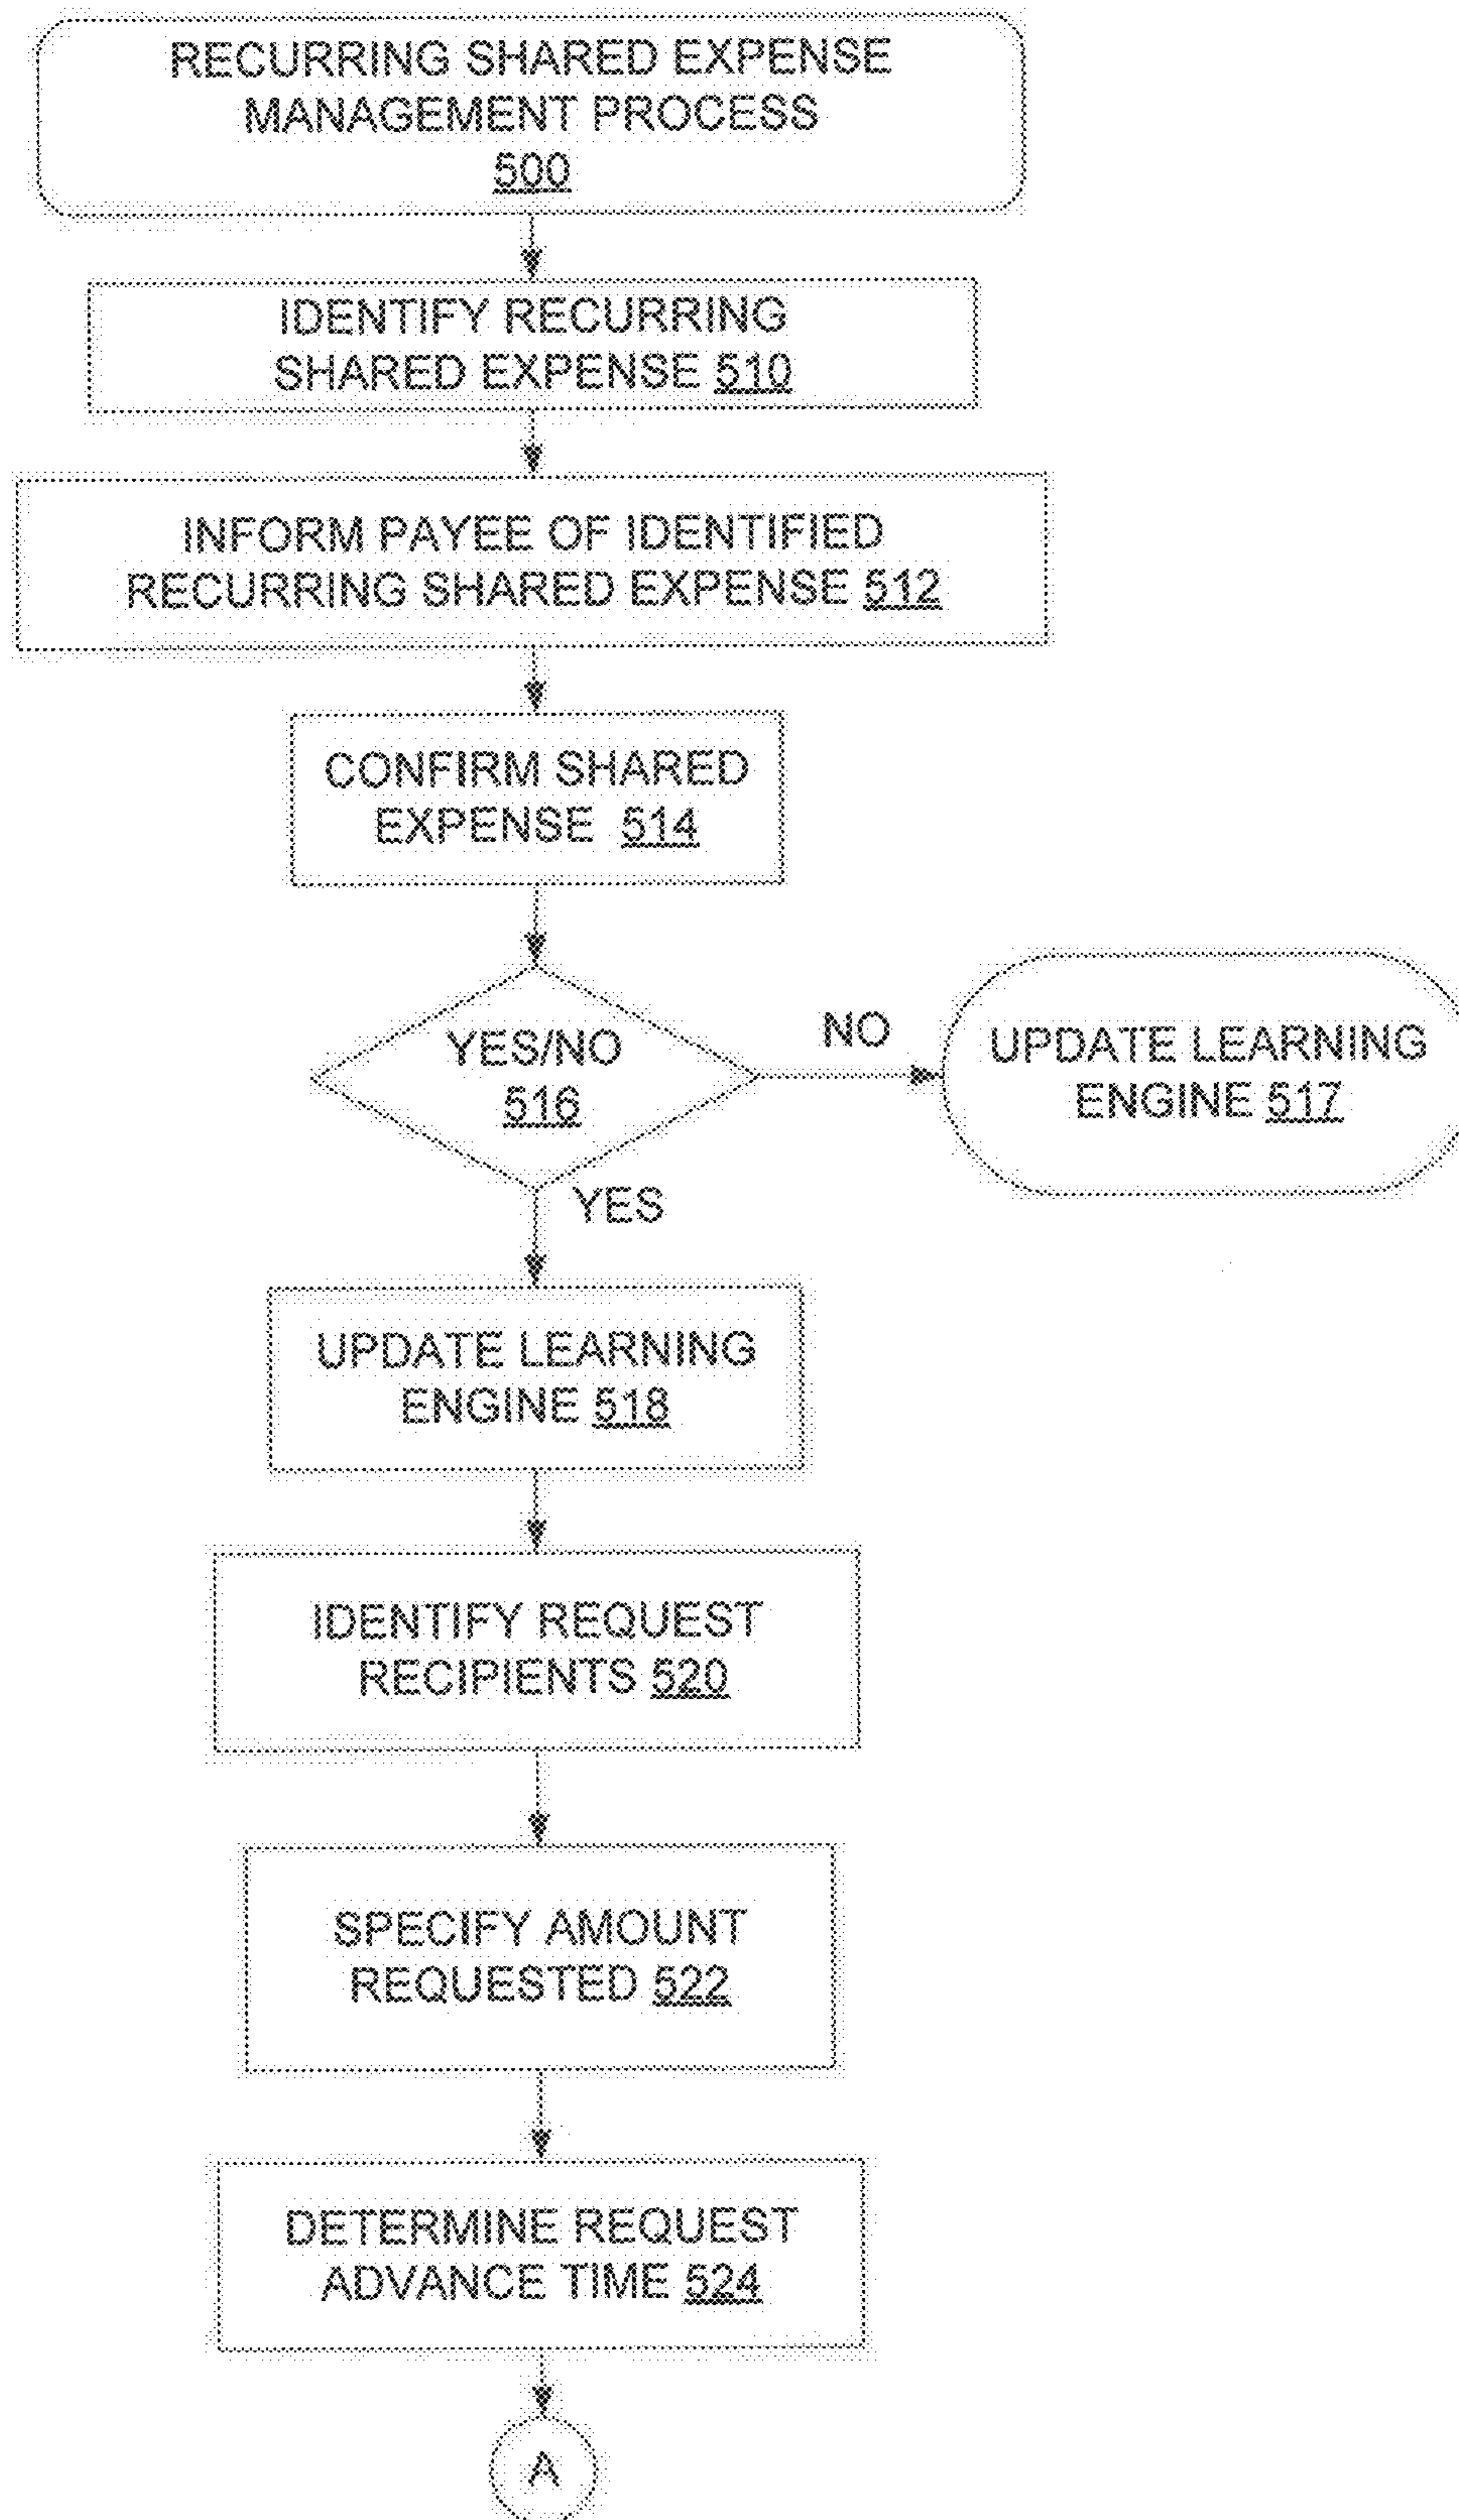 RECURRING SHARED EXPENSE
MANAGEMENT PROCESS
500
IDENTIFY RECURRING
SHARED EXPENSE 510
INFORM PAYEE OF IDENTIFIED
RECURRING SHARED EXPENSE 512
CONFIRM SHARED
EXPENSE 514
YES/NO
516
NO
UPDATE LEARNING
ENGINE 517
YES
UPDATE LEARNING
ENGINE 518
IDENTIFY REQUEST
RECIPIENTS 520
SPECIFY AMOUNT
REQUESTED 522
DETERMINE REQUEST
ADVANCE TIME 524
A